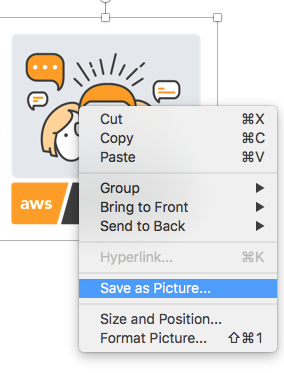 aws
Cut ⌘X
Copy ⌘C
Paste ⌘V
Group ▶
Bring to Front ▶
Send to Back ▶
Hyperlink... ⌘K
Save as Picture...
Size and Position...
Format Picture... ⇧⌘1